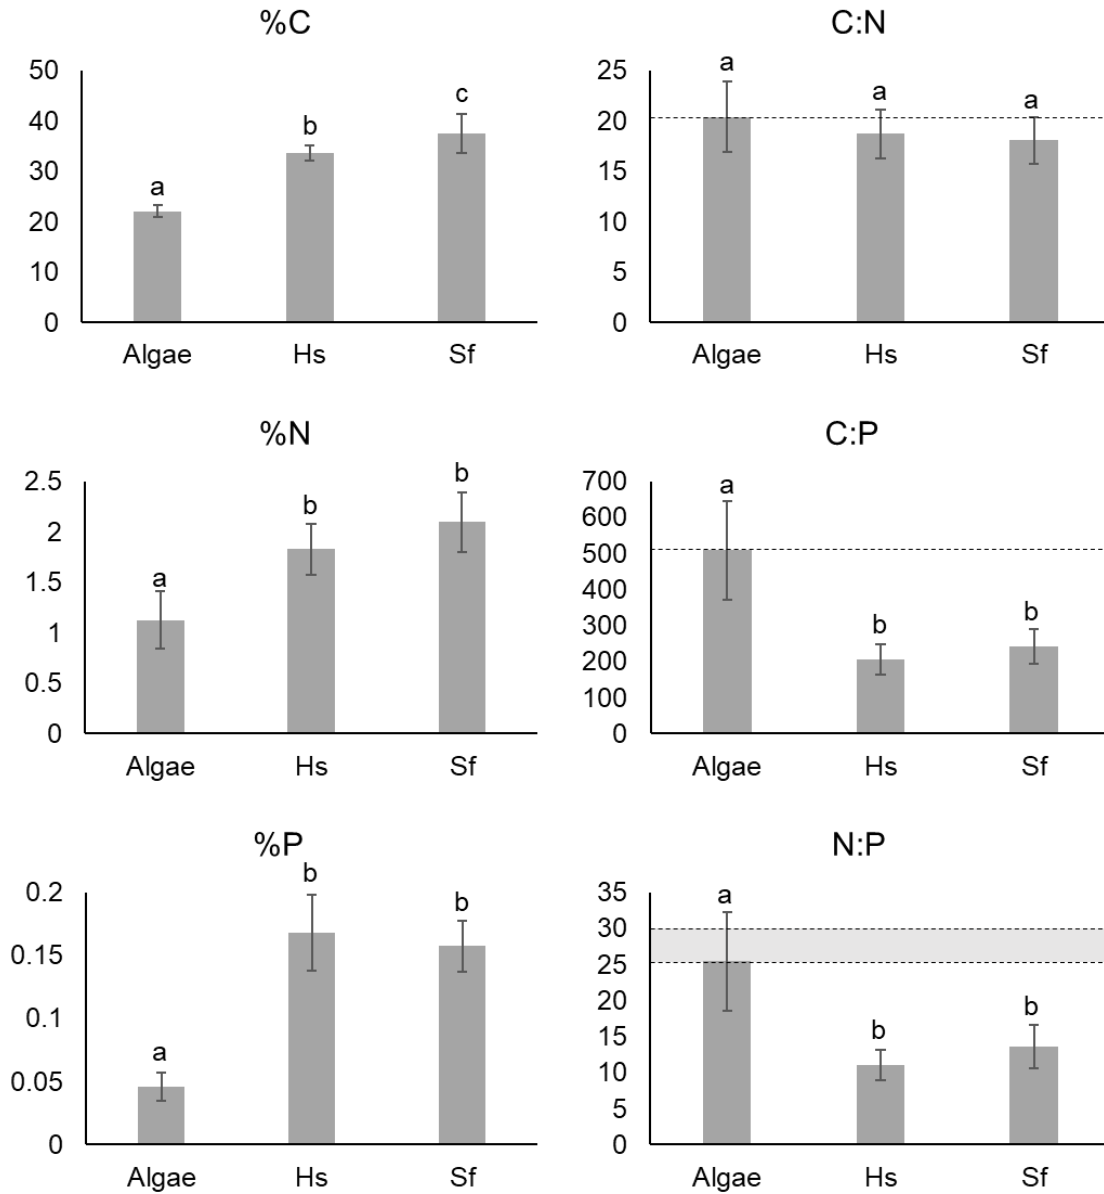 %C
50
40
30
20
10
0
a
b
c
Algae Hs Sf
C:N
25
20
15
10
5
0
a
a
a
Algae Hs Sf
%N
2.5
2
1.5
1
0.5
0
a
b
b
Algae Hs Sf
C:P
700
600
500
400
300
200
100
0
a
b
b
Algae Hs Sf
%P
0.2
0.15
0.1
0.05
0
a
b
b
Algae Hs Sf
N:P
35
30
25
20
15
10
5
0
a
b
b
Algae Hs Sf